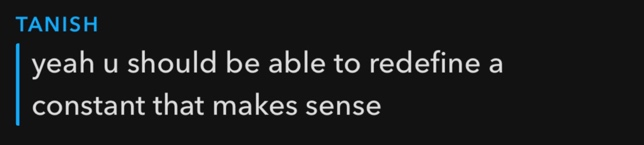 TANISH
yeah u should be able to redefine a
constant that makes sense